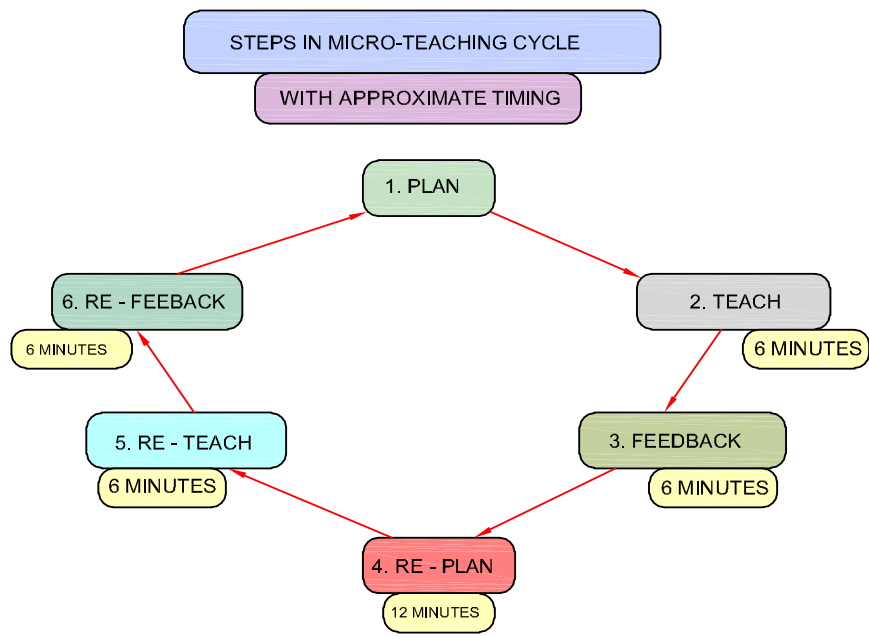 STEPS IN MICRO-TEACHING CYCLE
WITH APPROXIMATE TIMING
1. PLAN
2. TEACH
6 MINUTES
3. FEEDBACK
6 MINUTES
4. RE - PLAN
12 MINUTES
5. RE - TEACH
6 MINUTES
6. RE - FEEBACK
6 MINUTES